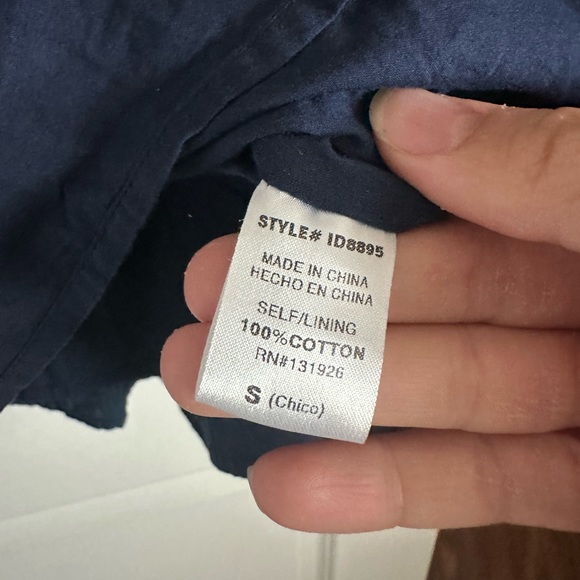 STYLE# ID8895
MADE IN CHINA
HECHO EN CHINA
SELF/LINING
100%COTTON
RN#131926
S (Chico)